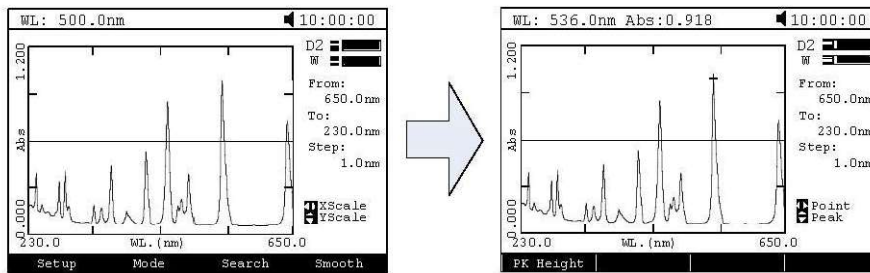 WL: 500.0nm 10:00:00
1.200
Abs
0.000
230.0 WL.(nm) 650.0
D2
W
From:
650.0nm
To:
230.0nm
Step:
1.0nm
XScale
YScale
Setup Mode Search Smooth
WL: 536.0nm Abs:0.918 10:00:00
1.200
Abs
0.000
230.0 WL.(nm) 650.0
D2
W
From:
650.0nm
To:
230.0nm
Step:
1.0nm
Point
Peak
PK Height